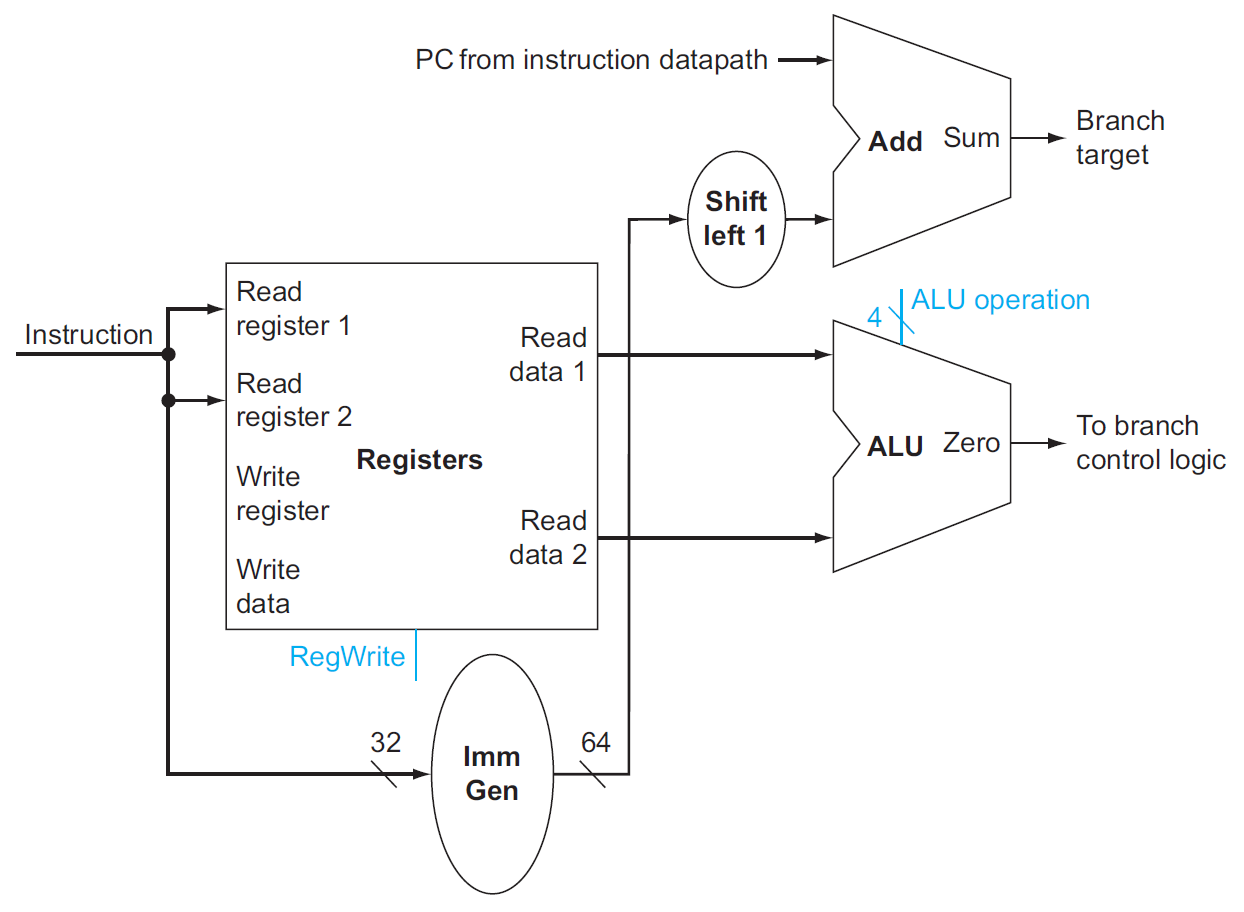 PC from instruction datapath
Add
Sum
Branch
target
Shift
left 1
Instruction
Read
register 1
Read
register 2
Registers
Write
register
Write
data
Read
data 1
Read
data 2
RegWrite
4
ALU operation
ALU
Zero
To branch
control logic
32
Imm
Gen
64